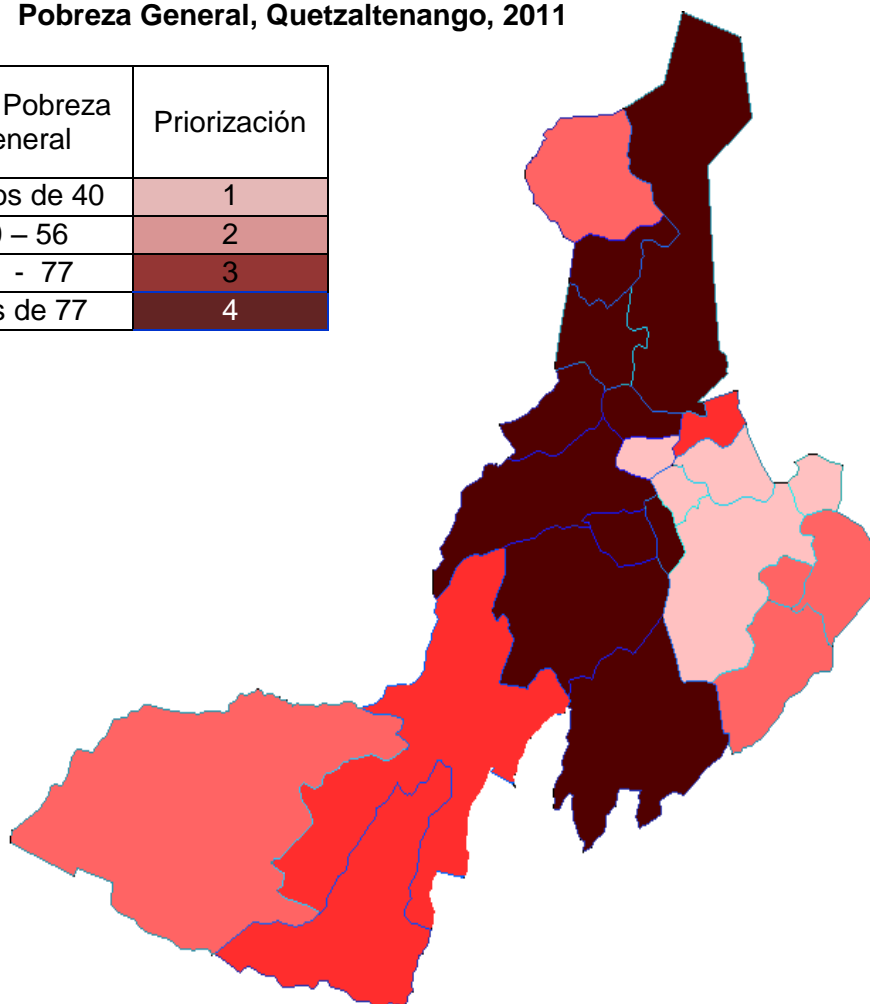 Pobreza General, Quetzaltenango, 2011
Pobreza
eneral
Priorización
os de 40
1
– 56
2
- 77
3
s de 77
4